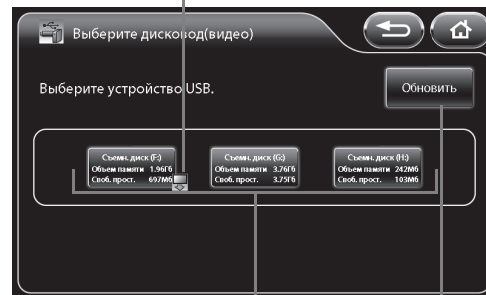 Выберите дисковод(видео)
Выберите устройство USB.
Обновить
Съемн. диск (F:)
Объем памяти 1.96Гб
Своб. прост. 697Мб
Съемн. диск (G:)
Объем памяти 3.76Гб
Своб. прост. 3.75Гб
Съемн. диск (H:)
Объем памяти 242Мб
Своб. прост. 103Мб